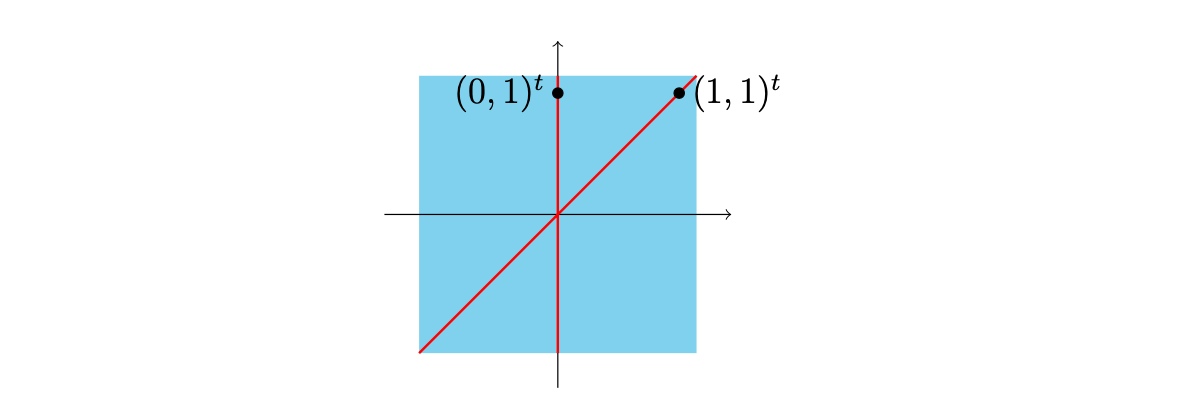 (0, 1)^t
(1, 1)^t